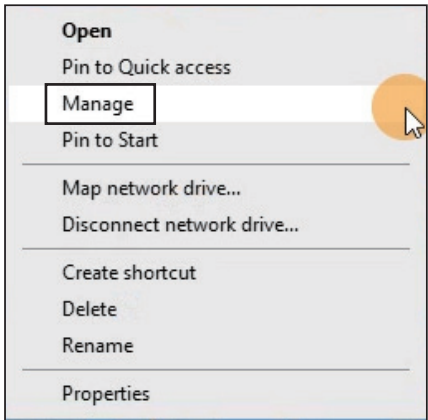 Open
Pin to Quick access
Manage
Pin to Start
Map network drive...
Disconnect network drive...
Create shortcut
Delete
Rename
Properties